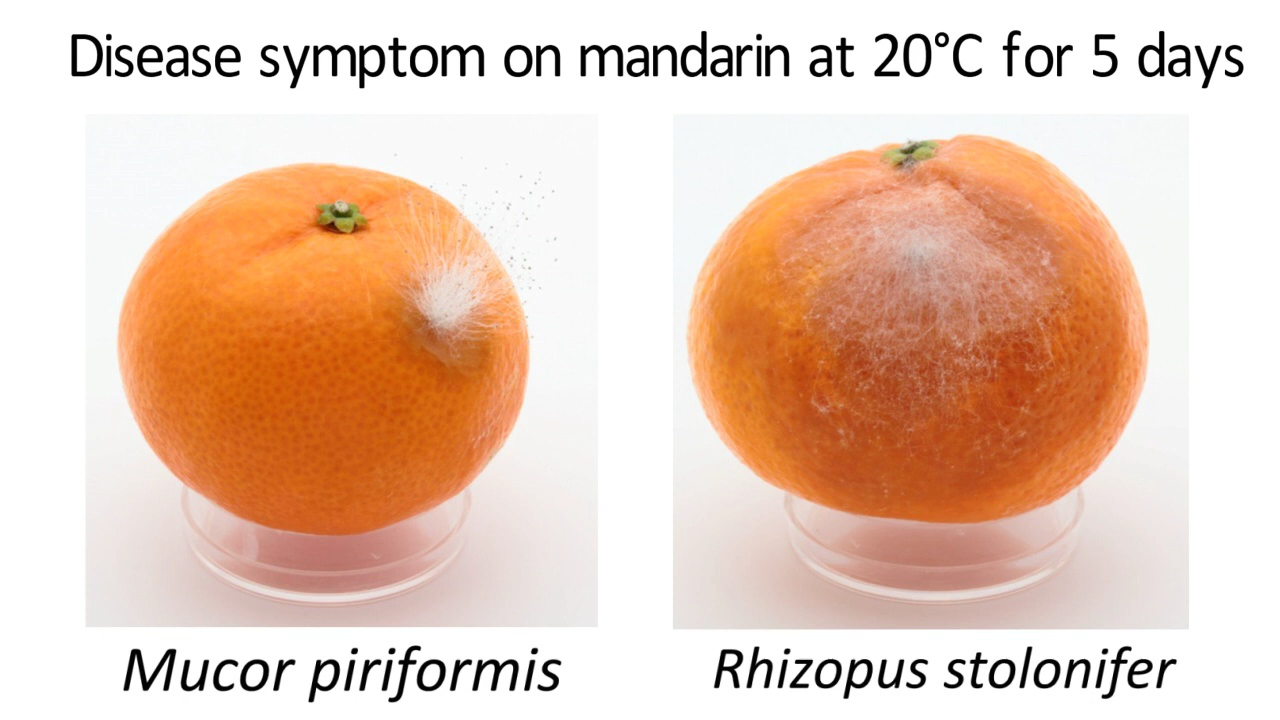 Disease symptom on mandarin at 20°C for 5 days
Mucor piriformis
Rhizopus stolonifer